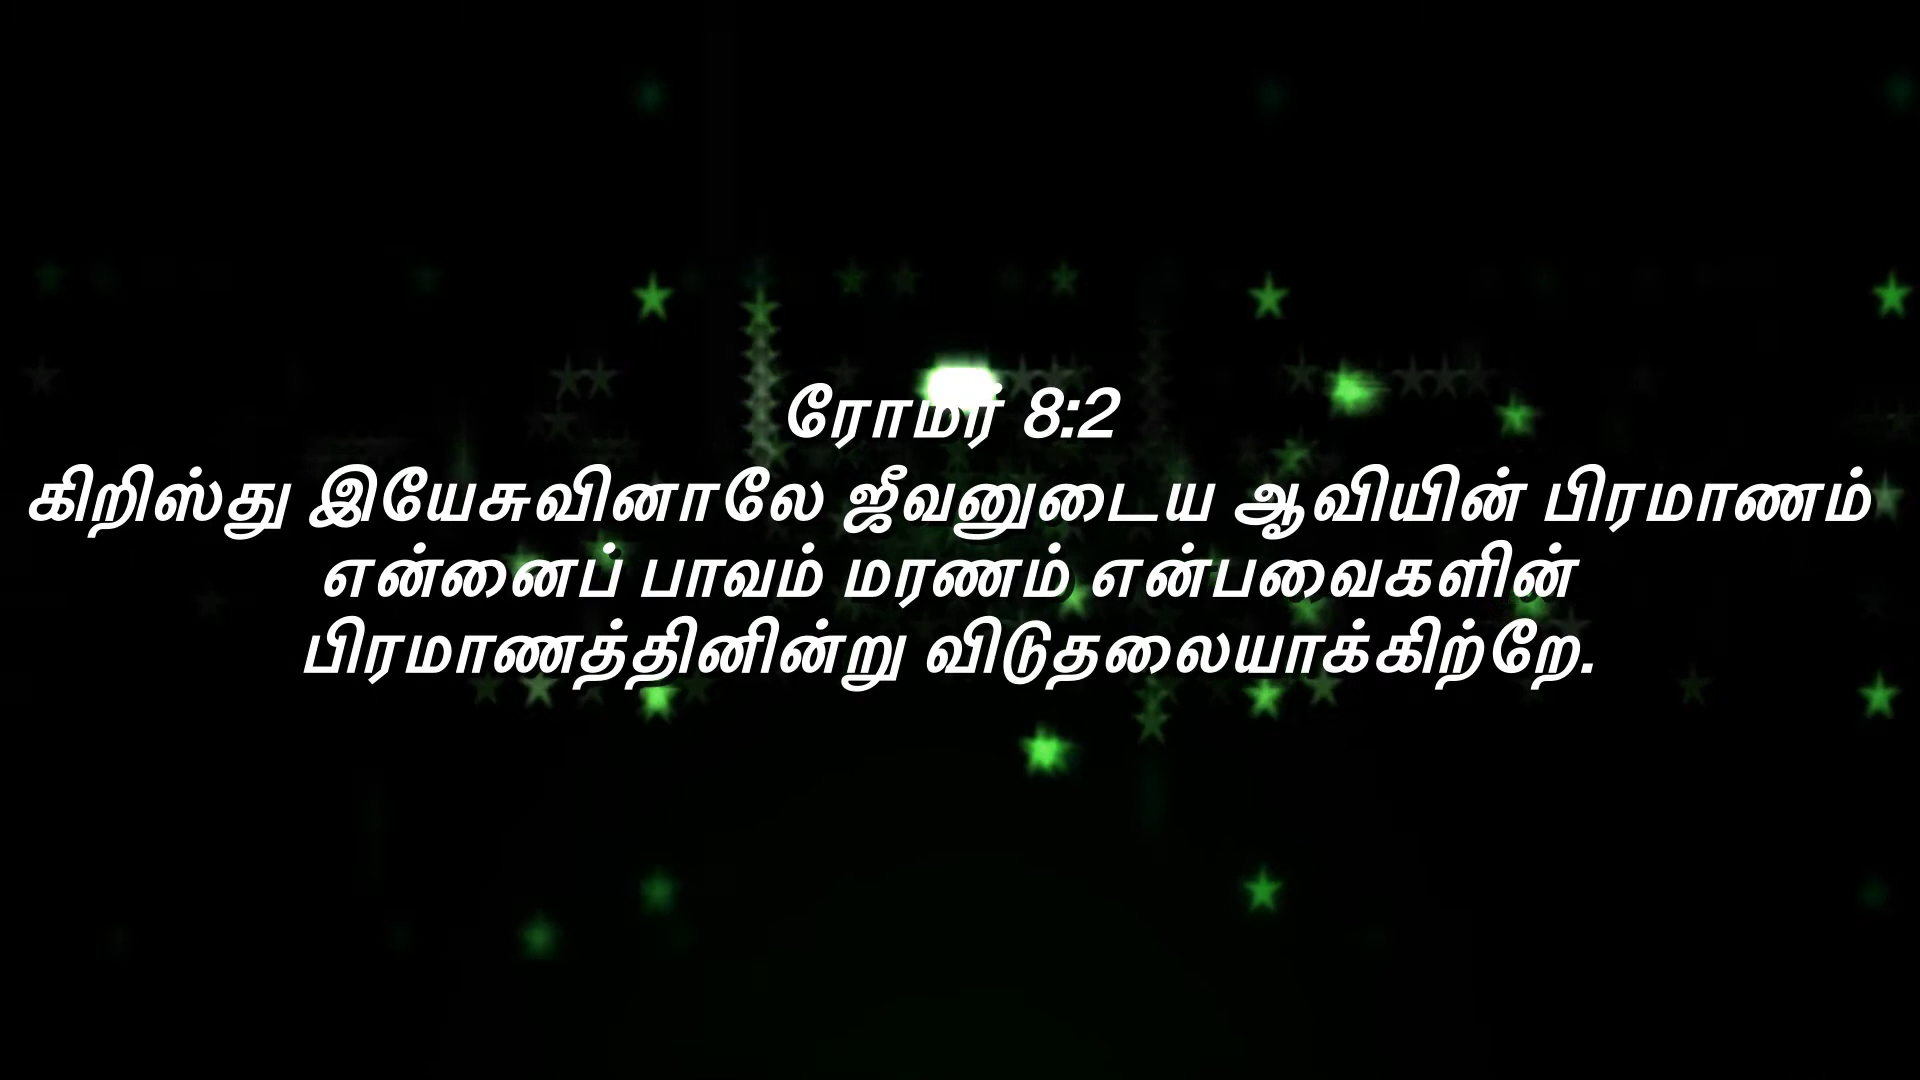 ரோமர் 8:2
கிறிஸ்து இயேசுவினாலே ஜீவனுடைய ஆவியின் பிரமாணம்
என்னைப் பாவம் மரணம் என்பவைகளின்
பிரமாணத்தினின்று விடுதலையாக்கிற்றே.